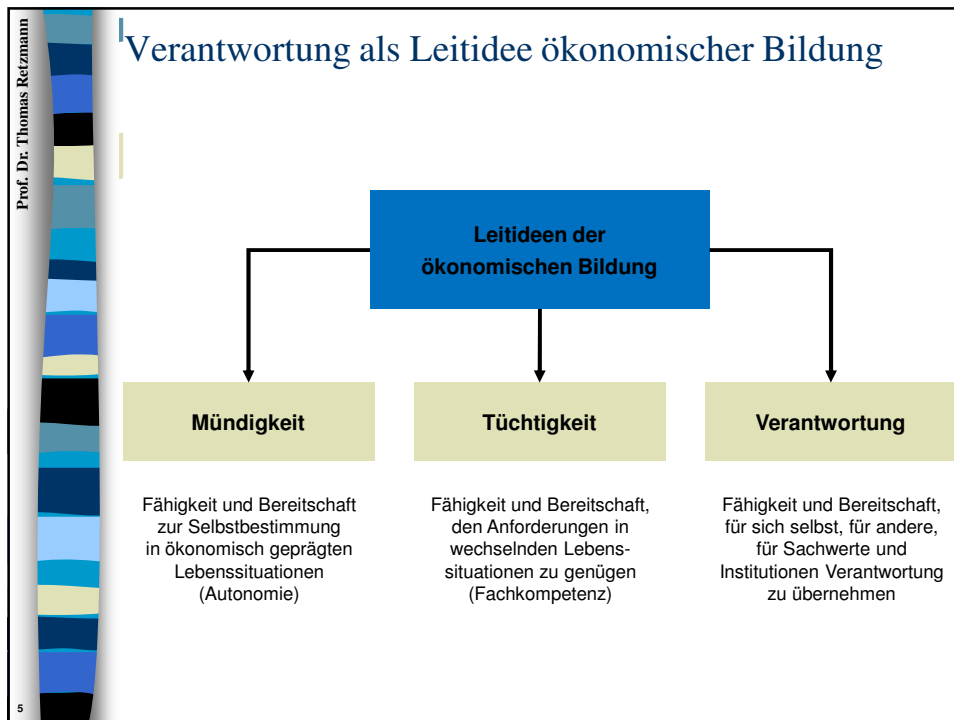 Prof. Dr. Thomas Retzmann
Verantwortung als Leitidee ökonomischer Bildung
Leitideen der
ökonomischen Bildung
Mündigkeit
Fähigkeit und Bereitschaft
zur Selbstbestimmung
in ökonomisch geprägten
Lebenssituationen
(Autonomie)
Tüchtigkeit
Fähigkeit und Bereitschaft,
den Anforderungen in
wechselnden Lebens-
situationen zu genügen
(Fachkompetenz)
Verantwortung
Fähigkeit und Bereitschaft,
für sich selbst, für andere,
für Sachwerte und
Institutionen Verantwortung
zu übernehmen
5